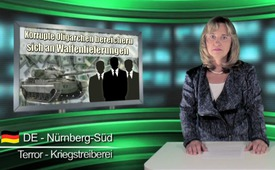 Korrupte Oligarchen bereichern
sich an Waffenlieferungen
DE - Nürnberg-Süd
Terror - Kriegstreiberei